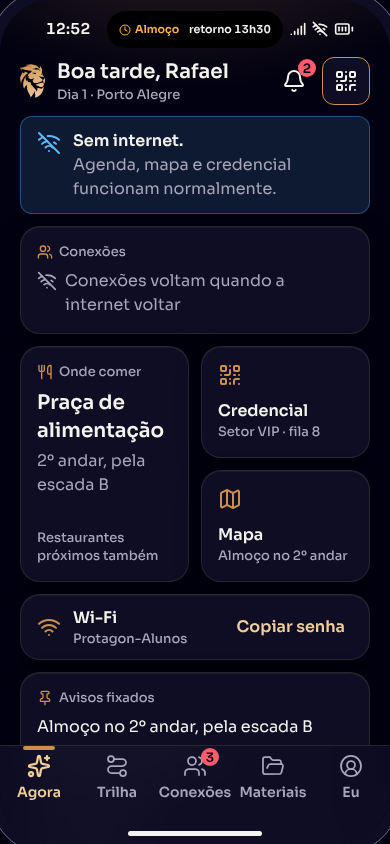 12:52
Almoço retorno 13h30
Boa tarde, Rafael
Dia 1 · Porto Alegre
2
Sem internet.
Agenda, mapa e credencial
funcionam normalmente.
Conexões
Conexões voltam quando a
internet voltar
Onde comer
Praça de
alimentação
2º andar, pela
escada B
Restaurantes
próximos também
Credencial
Setor VIP · fila 8
Mapa
Almoço no 2º andar
Wi-Fi
Protagon-Alunos
Copiar senha
Avisos fixados
Almoço no 2º andar, pela escada B
3
Agora
Trilha
Conexões
Materiais
Eu